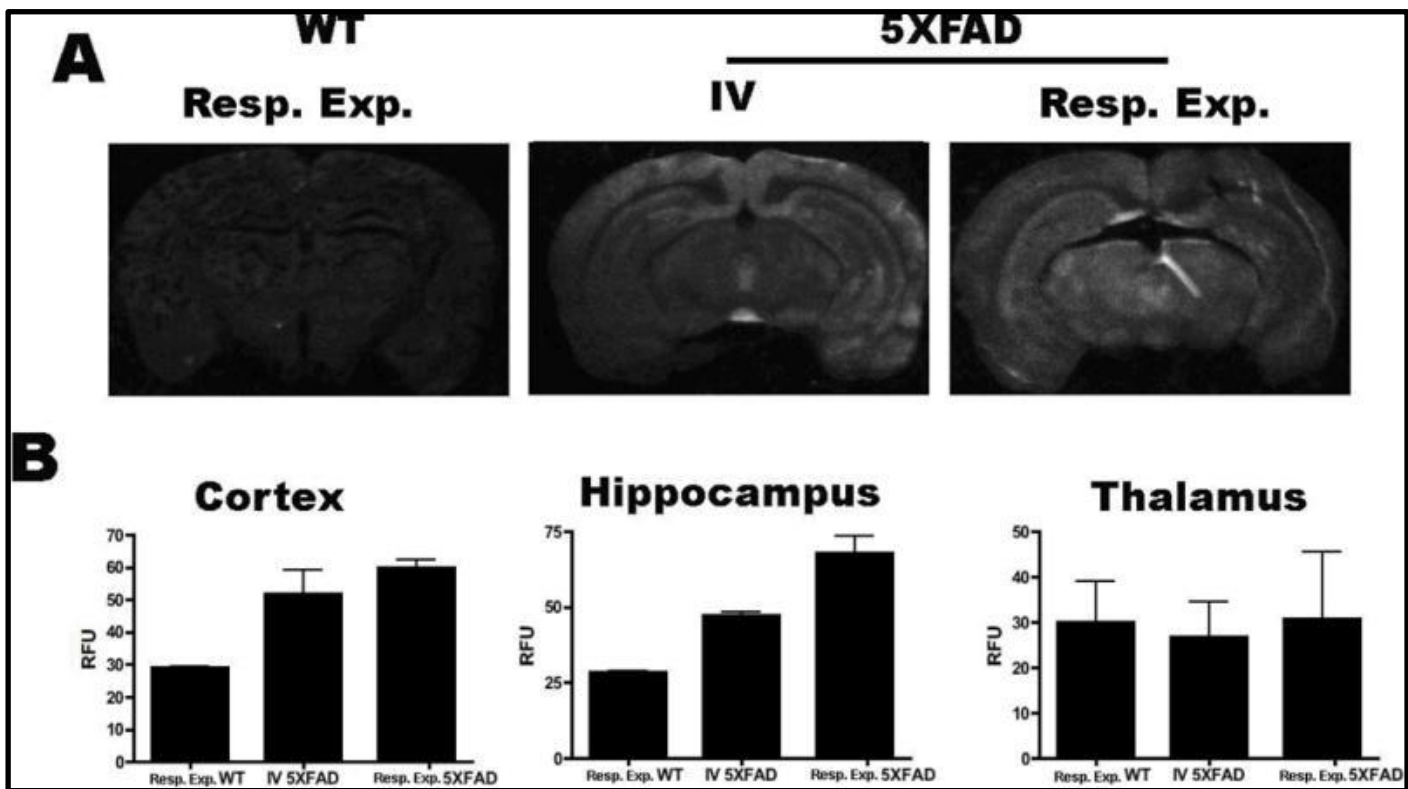 A
WT
5XFAD
Resp. Exp.
IV
Resp. Exp.
B
Cortex
70
60
50
40
30
20
10
0
RFU
Resp. Exp. WT
IV 5XFAD
Resp. Exp. 5XFAD
Hippocampus
75
50
25
0
RFU
Resp. Exp. WT
IV 5XFAD
Resp. Exp. 5XFAD
Thalamus
50
40
30
20
10
0
RFU
Resp. Exp. WT
IV 5XFAD
Resp. Exp. 5XFAD